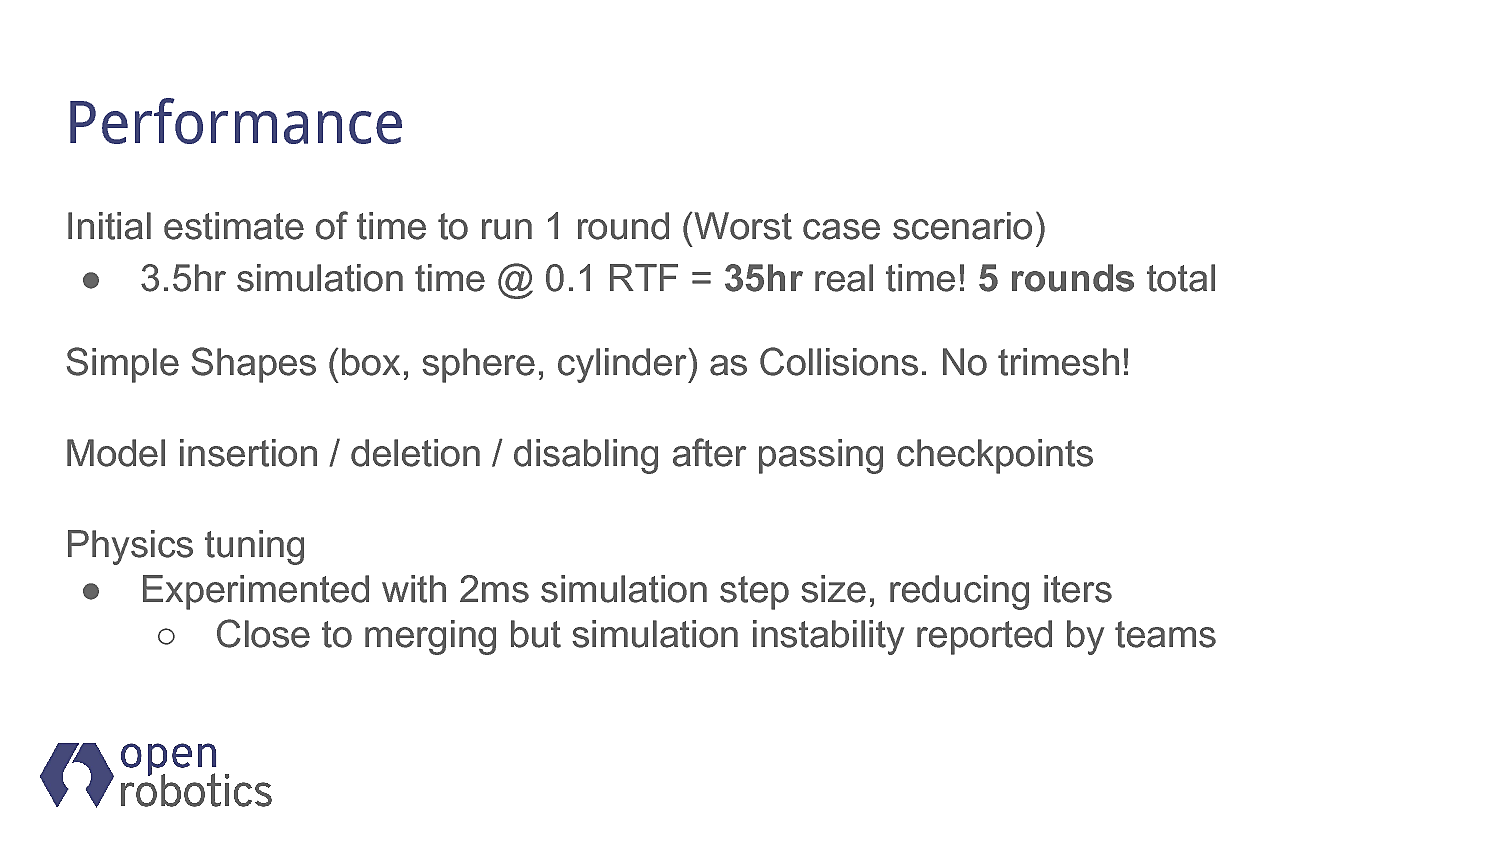 Performance
Initial estimate of time to run 1 round (Worst case scenario)
● 3.5hr simulation time @ 0.1 RTF = 35hr real time! 5 rounds total
Simple Shapes (box, sphere, cylinder) as Collisions. No trimesh!
Model insertion / deletion / disabling after passing checkpoints
Physics tuning
● Experimented with 2ms simulation step size, reducing iters
○ Close to merging but simulation instability reported by teams
open
robotics